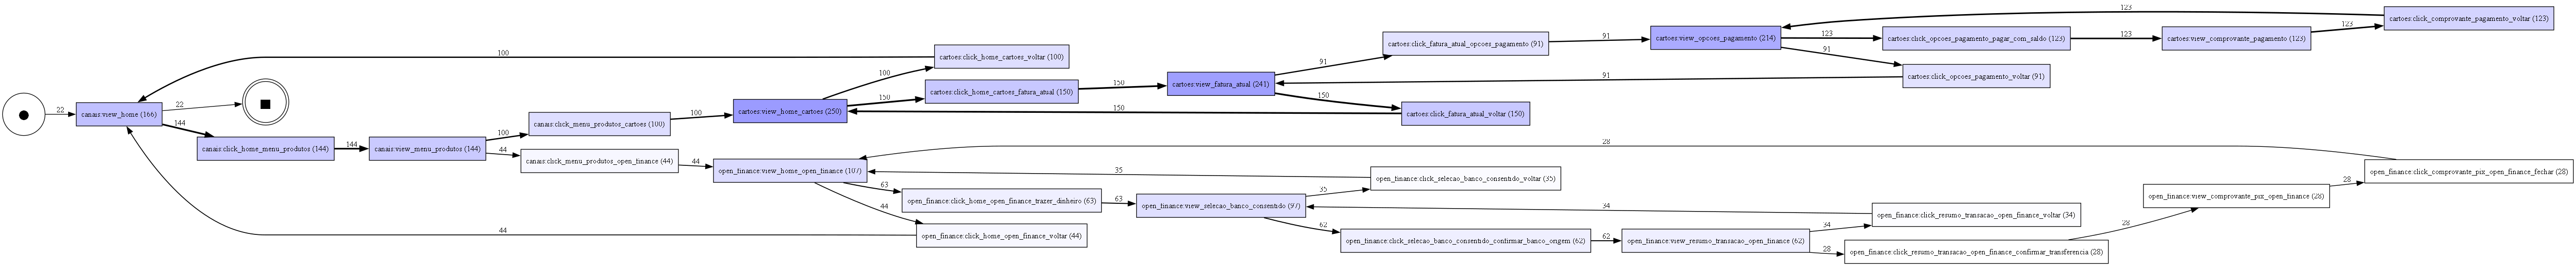 22
canais:view_home (166)
22
144
canais:click_home_menu_produtos (144)
144
canais:view_menu_produtos (144)
100
canais:click_menu_produtos_cartoes (100)
100
44
canais:click_menu_produtos_open_finance (44)
44
cartoes:view_home_cartoes (250)
100
cartoes:click_home_cartoes_voltar (100)
100
150
cartoes:click_home_cartoes_fatura_atual (150)
150
cartoes:view_fatura_atual (241)
91
cartoes:click_fatura_atual_opcoes_pagamento (91)
91
150
cartoes:click_fatura_atual_voltar (150)
150
cartoes:view_opcoes_pagamento (214)
123
cartoes:click_opcoes_pagamento_pagar_com_saldo (123)
123
cartoes:view_comprovante_pagamento (123)
123
cartoes:click_comprovante_pagamento_voltar (123)
123
91
cartoes:click_opcoes_pagamento_voltar (91)
91
open_finance:view_home_open_finance (107)
63
open_finance:click_home_open_finance_trazer_dinheiro (63)
63
44
open_finance:click_home_open_finance_voltar (44)
44
open_finance:view_selecao_banco_consentido (97)
35
open_finance:click_selecao_banco_consentido_voltar (35)
35
62
open_finance:click_selecao_banco_consentido_confirmar_banco_origem (62)
62
open_finance:view_resumo_transacao_open_finance (62)
34
open_finance:click_resumo_transacao_open_finance_voltar (34)
34
28
open_finance:click_resumo_transacao_open_finance_confirmar_transferencia (28)
28
open_finance:view_comprovante_pix_open_finance (28)
28
open_finance:click_comprovante_pix_open_finance_fechar (28)
28